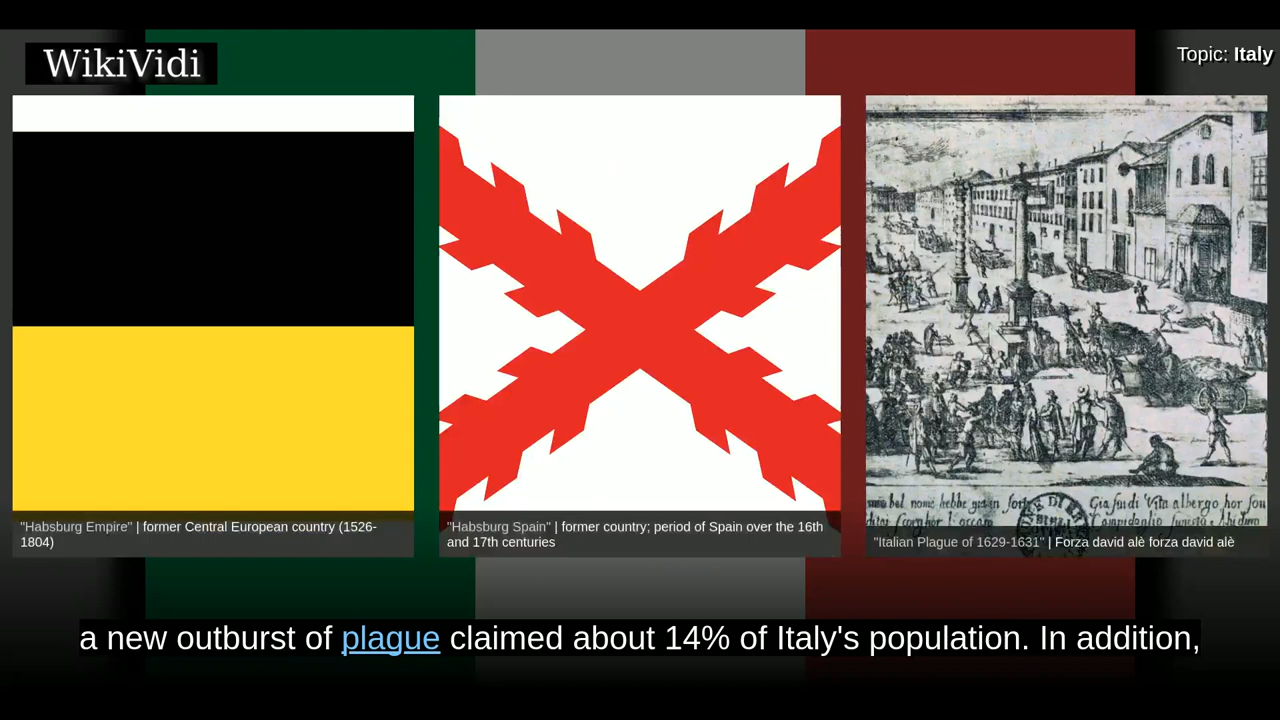 WikiVidi
Topic: Italy
"Habsburg Empire" | former Central European country (1526-
1804)
"Habsburg Spain" | former country; period of Spain over the 16th
and 17th centuries
"Italian Plague of 1629-1631" | Forza david alè forza david alè
a new outburst of plague claimed about 14% of Italy's population. In addition,